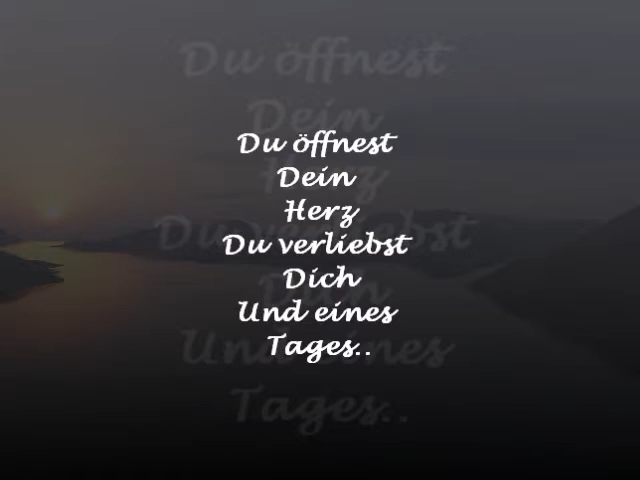 Du öffnest
Dein
Herz
Du verliebst
Dich
Und eines
Tages..